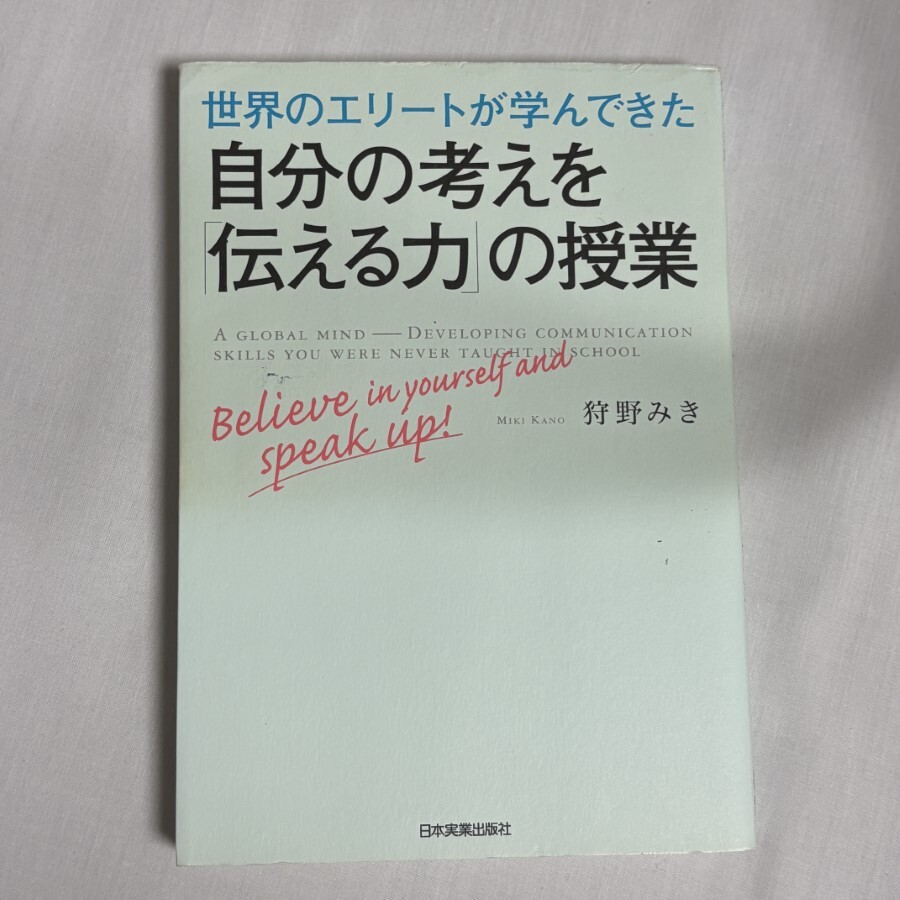 世界のエリートが学んできた
自分の考えを
「伝える力」の授業
A GLOBAL MIND — DEVELOPING COMMUNICATION
SKILLS YOU WERE NEVER TAUGHT IN SCHOOL
Believe in yourself and
speak up!
MIKI KANO 狩野みき
日本実業出版社